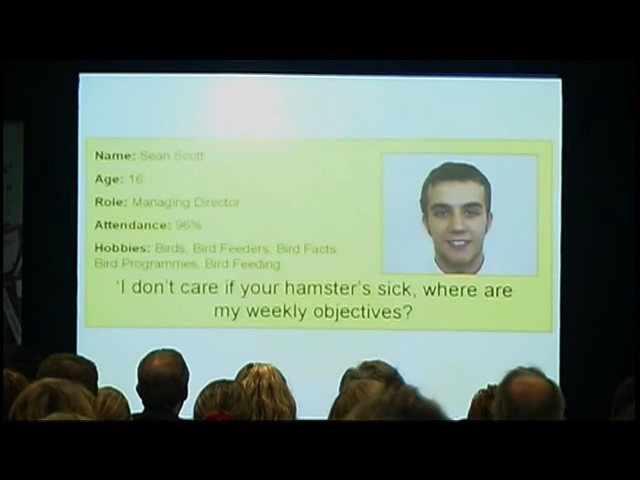 Name: Sean Scott
Age: 16
Role: Managing Director
Attendance: 96%
Hobbies: Birds, Bird Feeders, Bird Facts,
Bird Programmes, Bird Feeding
'I don't care if your hamster's sick, where are
my weekly objectives?